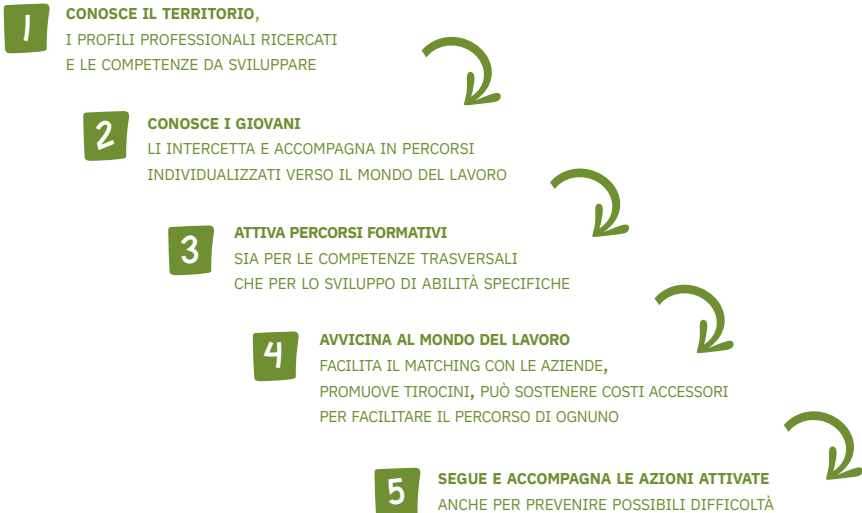 1
CONOSCE IL TERRITORIO,
I PROFILI PROFESSIONALI RICERCATI
E LE COMPETENZE DA SVILUPPARE
2
CONOSCE I GIOVANI
LI INTERCETTA E ACCOMPAGNA IN PERCORSI
INDIVIDUALIZZATI VERSO IL MONDO DEL LAVORO
3
ATTIVA PERCORSI FORMATIVI
SIA PER LE COMPETENZE TRASVERSALI
CHE PER LO SVILUPPO DI ABILITÀ SPECIFICHE
4
AVVICINA AL MONDO DEL LAVORO
FACILITA IL MATCHING CON LE AZIENDE,
PROMUOVE TIROCINI, PUÒ SOSTENERE COSTI ACCESSORI
PER FACILITARE IL PERCORSO DI OGNUNO
5
SEGUE E ACCOMPAGNA LE AZIONI ATTIVATE
ANCHE PER PREVENIRE POSSIBILI DIFFICOLTÀ